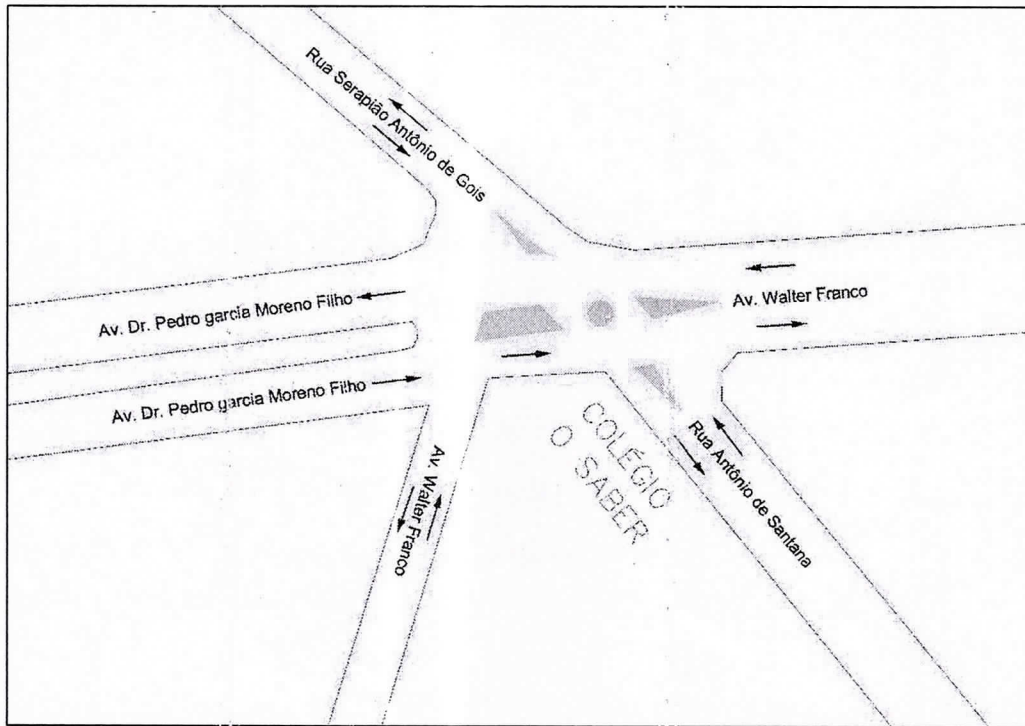 Rua Serapião Antônio de Gois
Av. Dr. Pedro garcia Moreno Filho
Av. Walter Franco
Av. Dr. Pedro garcia Moreno Filho
Av. Walter Franco
COLÉGIO
O SABER
Rua Antônio de Santana